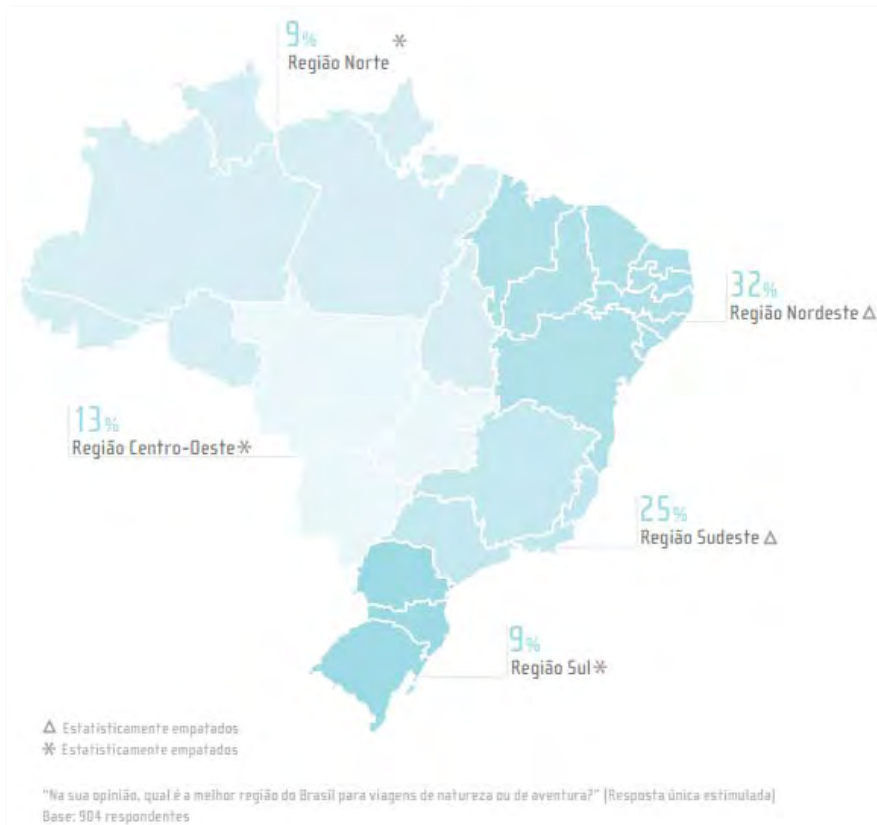 9%
Região Norte *
32%
Região Nordeste △
13%
Região Centro-Oeste *
25%
Região Sudeste △
9%
Região Sul *
△ Estatisticamente empatados
* Estatisticamente empatados
"Na sua opinião, qual é a melhor região do Brasil para viagens de natureza ou de aventura?" (Resposta única estimulada)
Base: 904 respondentes